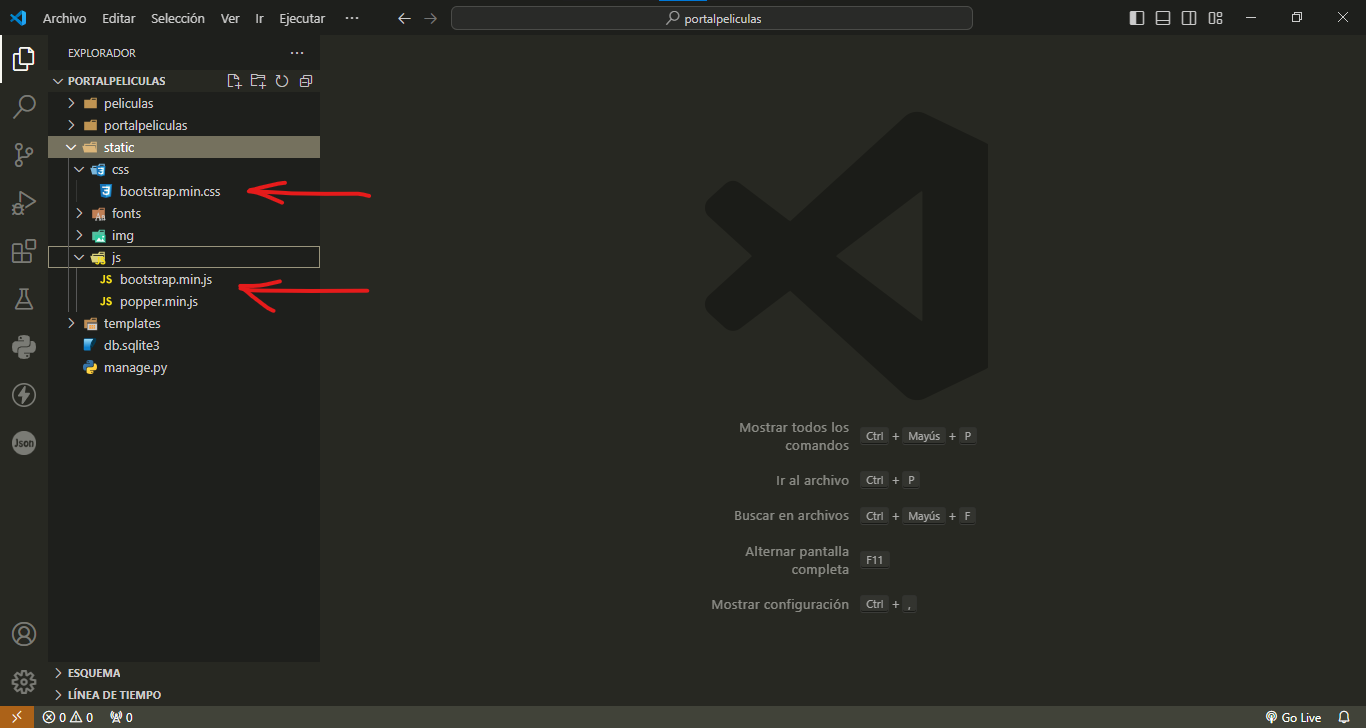 Archivo Editar Selección Ver Ir Ejecutar ··· portalpeliculas
EXPLORADOR ···
PORTALPELICULAS
peliculas
portalpeliculas
static
css
bootstrap.min.css
fonts
img
js
JS bootstrap.min.js
JS popper.min.js
templates
db.sqlite3
manage.py
Json
Mostrar todos los
comandos Ctrl + Mayús + P
Ir al archivo Ctrl + P
Buscar en archivos Ctrl + Mayús + F
Alternar pantalla
completa F11
Mostrar configuración Ctrl + ,
ESQUEMA
LÍNEA DE TIEMPO
0 0 0 Go Live